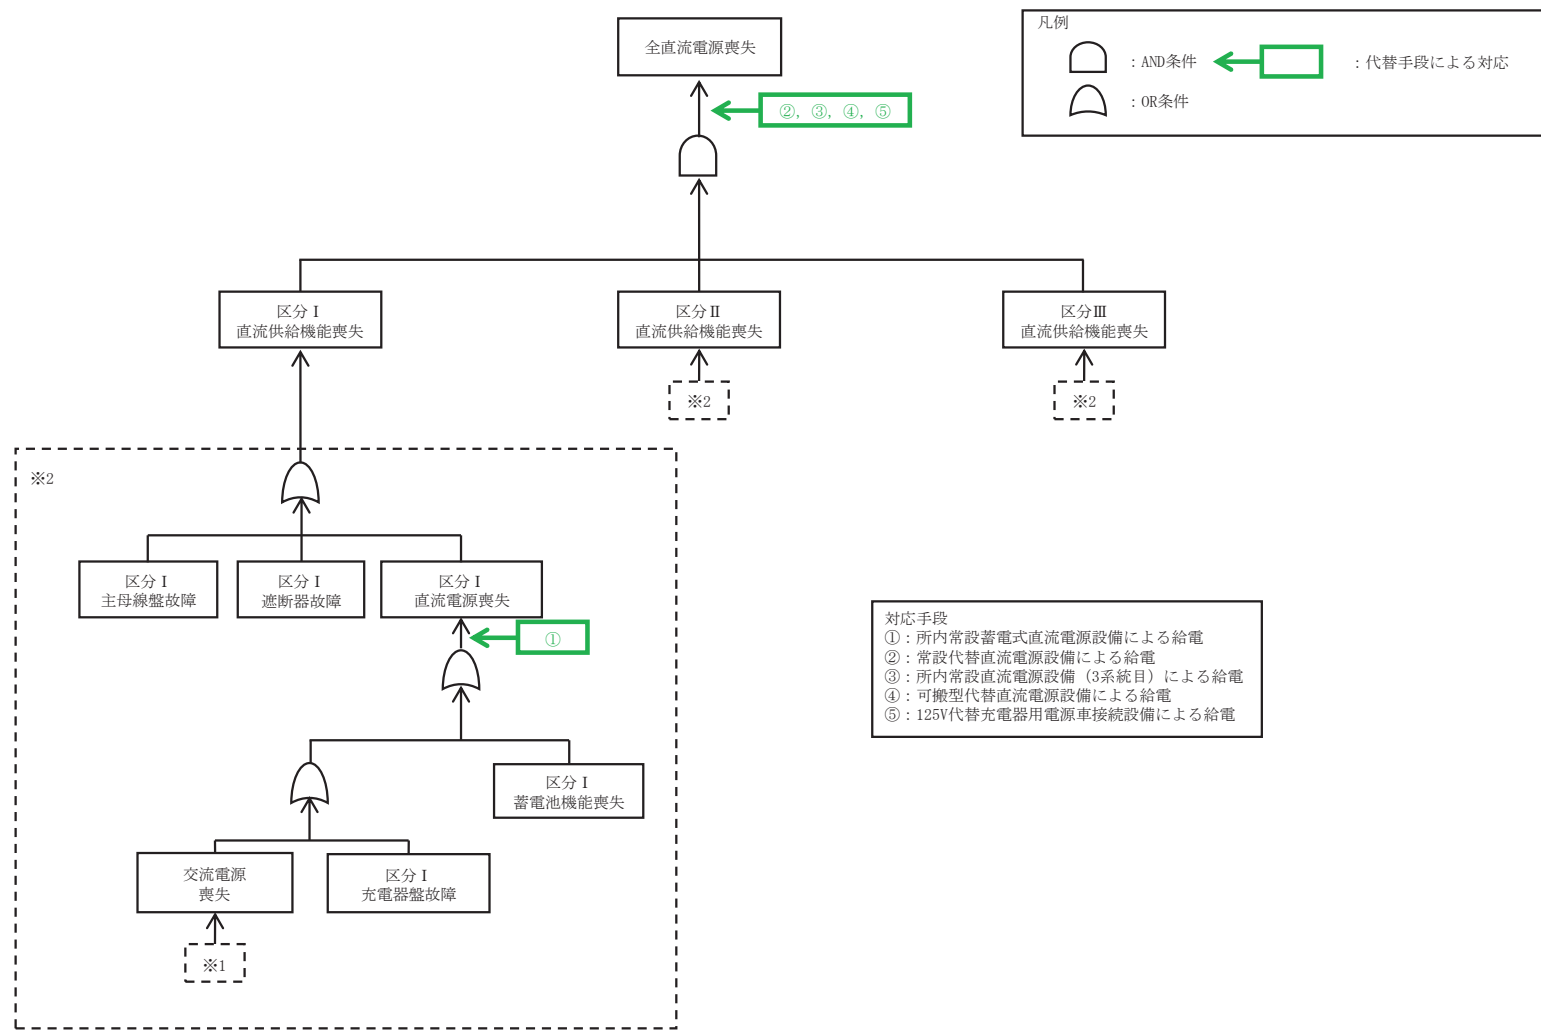 全直流電源喪失
②，③，④，⑤
凡例
：AND条件
：代替手段による対応
：OR条件
区分Ⅰ
直流供給機能喪失
区分Ⅱ
直流供給機能喪失
区分Ⅲ
直流供給機能喪失
※2
※2
※2
区分Ⅰ
主母線盤故障
区分Ⅰ
遮断器故障
区分Ⅰ
直流電源喪失
①
対応手段
①：所内常設蓄電式直流電源設備による給電
②：常設代替直流電源設備による給電
③：所内常設直流電源設備（3系統目）による給電
④：可搬型代替直流電源設備による給電
⑤：125V代替充電器用電源車接続設備による給電
区分Ⅰ
蓄電池機能喪失
交流電源
喪失
区分Ⅰ
充電器盤故障
※1